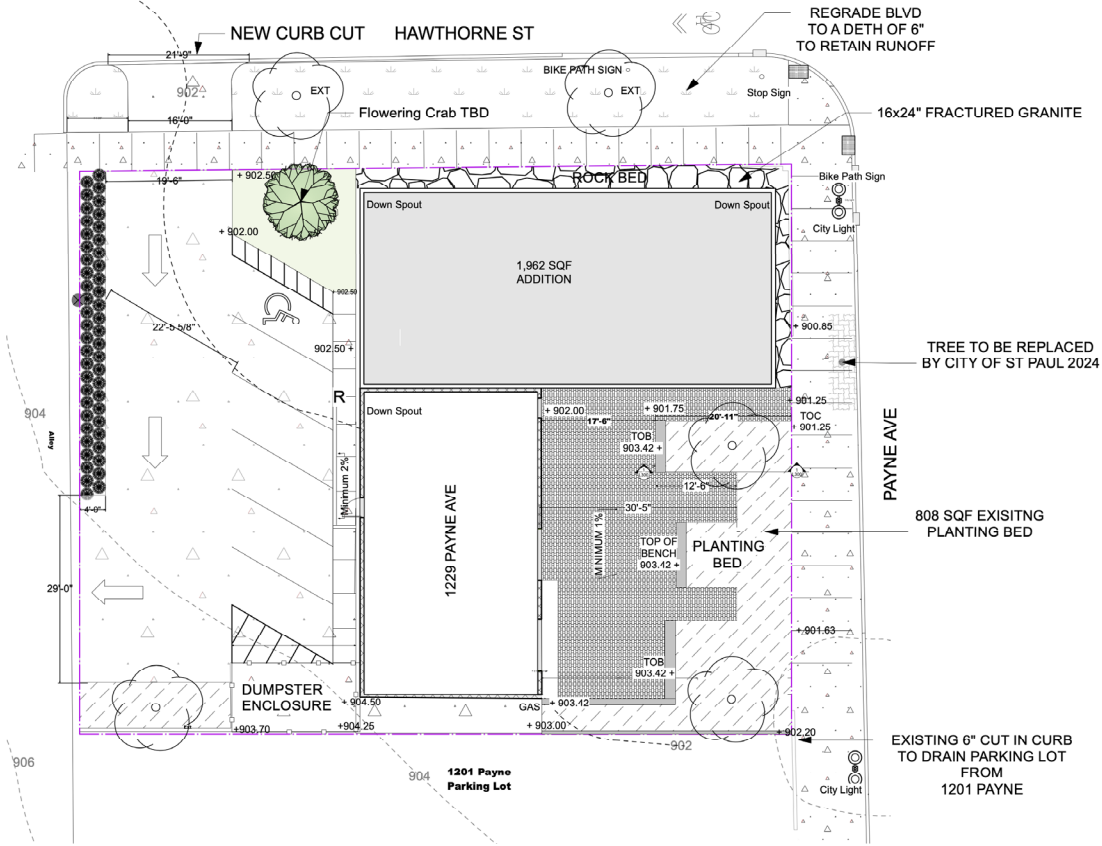 NEW CURB CUT
HAWTHORNE ST
REGRADE BLVD
TO A DETH OF 6"
TO RETAIN RUNOFF
21'-9"
BIKE PATH SIGN
902
EXT
EXT
Stop Sign
16'-0"
Flowering Crab TBD
16x24" FRACTURED GRANITE
19'-6"
+ 902.50
ROCK BED
Bike Path Sign
Down Spout
Down Spout
+ 902.00
City Light
1,962 SQF
ADDITION
+ 902.50
22'-5 5/8"
+ 900.85
902.50 +
TREE TO BE REPLACED
BY CITY OF ST PAUL 2024
R
904
Alley
Down Spout
+ 902.00
+ 901.75
+ 901.25
17'-6"
20'-11"
TOC
+ 901.25
TOB
903.42 +
PAYNE AVE
Minimum 2%
12'-6"
4'-0"
30'-5"
808 SQF EXISITNG
PLANTING BED
1229 PAYNE AVE
MINIMUM 1%
TOP OF
BENCH
903.42 +
PLANTING
BED
29'-0"
+ 901.63
TOB
903.42 +
DUMPSTER
ENCLOSURE
+ 904.50
GAS
+ 903.42
+ 903.70
+ 904.25
+ 903.00
+ 902.20
902
EXISTING 6" CUT IN CURB
TO DRAIN PARKING LOT
FROM
1201 PAYNE
906
904
1201 Payne
Parking Lot
City Light